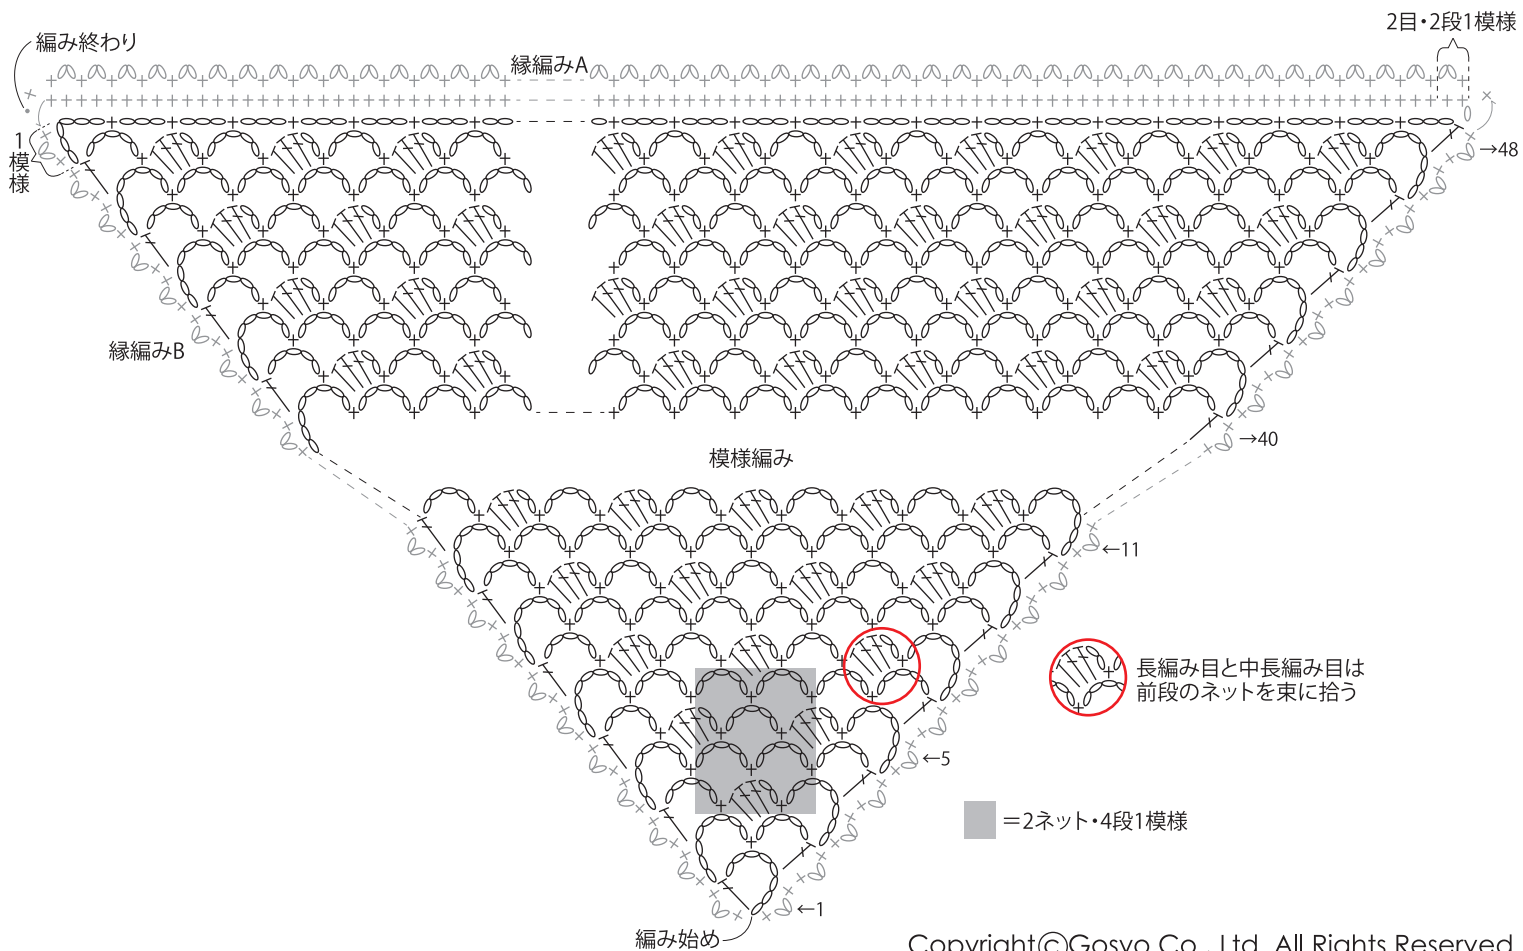 2目・2段1模様
編み終わり
縁編みA
1模様
→48
縁編みB
→40
模様編み
←11
長編み目と中長編み目は
前段のネットを束に拾う
←5
=2ネット・4段1模様
←1
編み始め
Copyright©Gosyo Co., Ltd. All Rights Reserved.